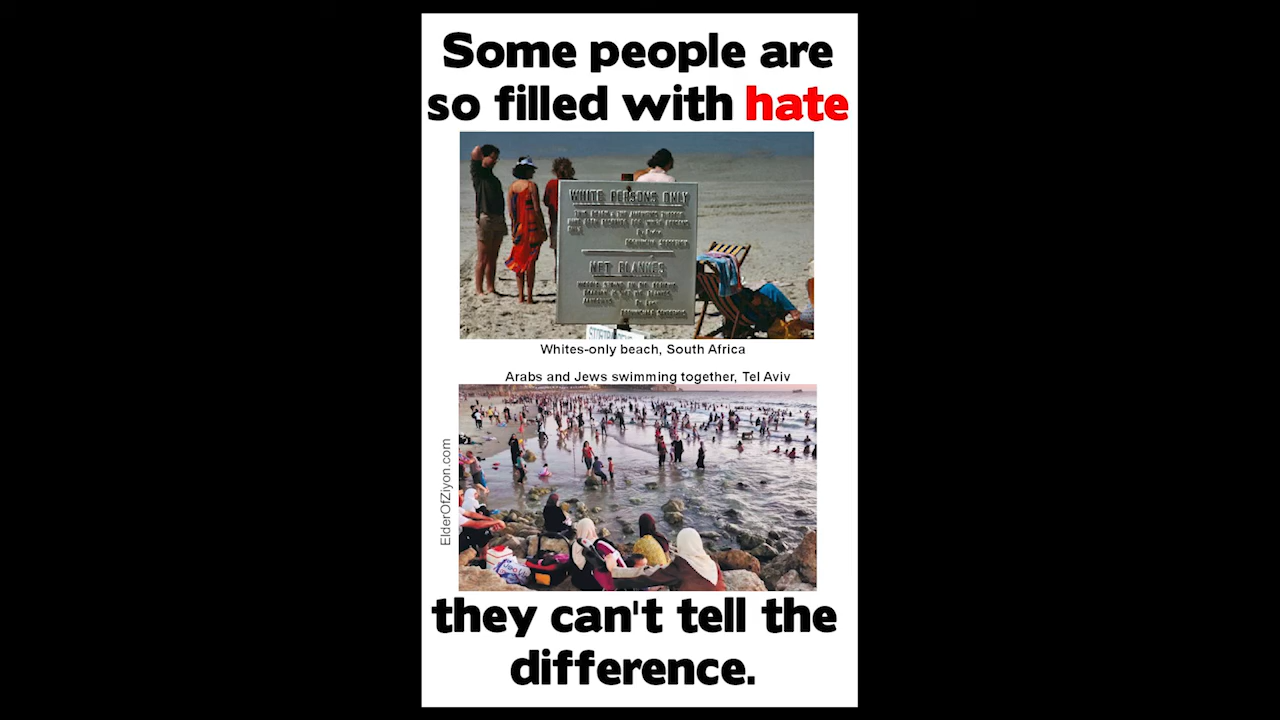 Some people are
so filled with hate
WHITE PERSONS ONLY
NET BLANKES
Whites-only beach, South Africa
Arabs and Jews swimming together, Tel Aviv
ElderOfZiyon.com
they can't tell the
difference.